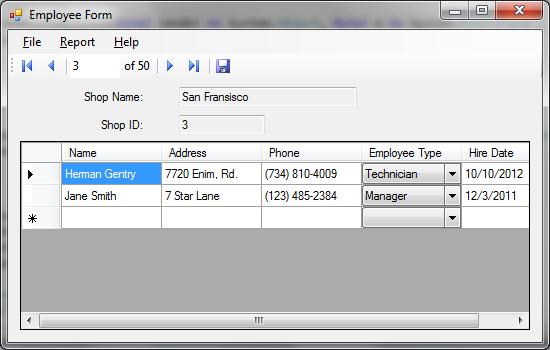 Employee Form
File Report Help
3 of 50
Shop Name: San Fransisco
Shop ID: 3
Name Address Phone Employee Type Hire Date
Herman Gentry 7720 Enim, Rd. (734) 810-4009 Technician 10/10/2012
Jane Smith 7 Star Lane (123) 485-2384 Manager 12/3/2011